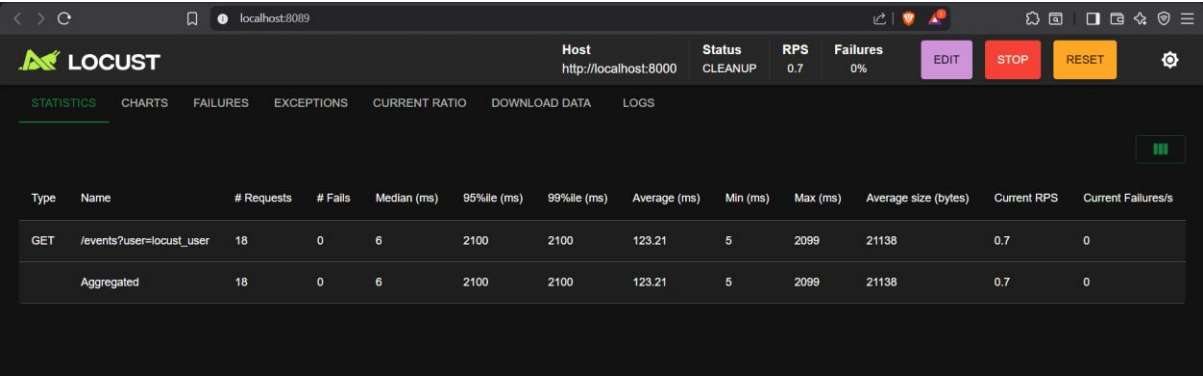 localhost:8089
LOCUST
Host
http://localhost:8000
Status
CLEANUP
RPS
0.7
Failures
0%
EDIT
STOP
RESET
STATISTICS CHARTS FAILURES EXCEPTIONS CURRENT RATIO DOWNLOAD DATA LOGS
Type Name # Requests # Fails Median (ms) 95%ile (ms) 99%ile (ms) Average (ms) Min (ms) Max (ms) Average size (bytes) Current RPS Current Failures/s
GET /events?user=locust_user 18 0 6 2100 2100 123.21 5 2099 21138 0.7 0
Aggregated 18 0 6 2100 2100 123.21 5 2099 21138 0.7 0